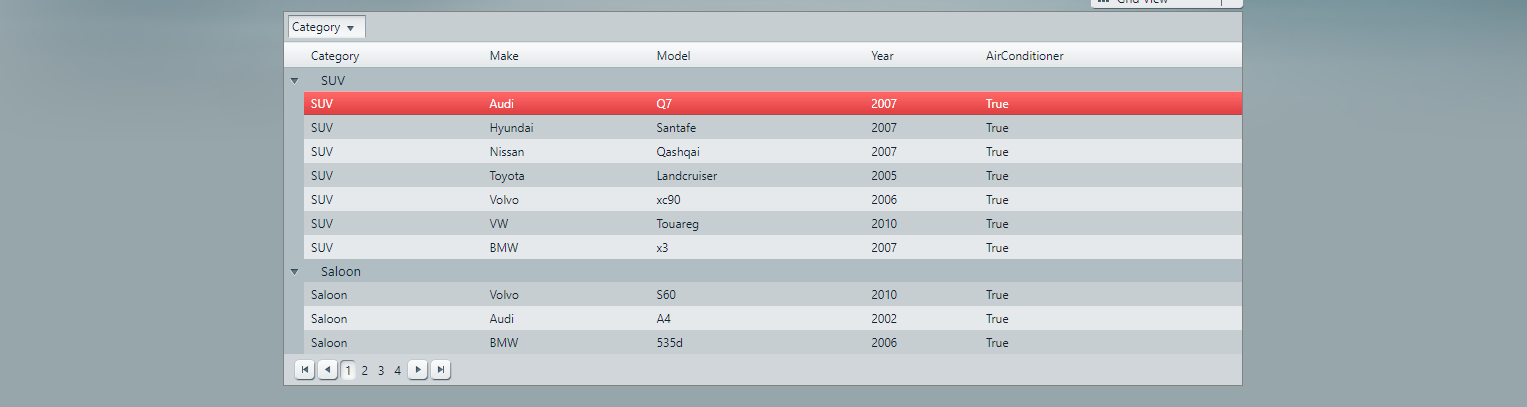 Grid View
Category
Category Make Model Year AirConditioner
SUV
SUV Audi Q7 2007 True
SUV Hyundai Santafe 2007 True
SUV Nissan Qashqai 2007 True
SUV Toyota Landcruiser 2005 True
SUV Volvo xc90 2006 True
SUV VW Touareg 2010 True
SUV BMW x3 2007 True
Saloon
Saloon Volvo S60 2010 True
Saloon Audi A4 2002 True
Saloon BMW 535d 2006 True
1 2 3 4